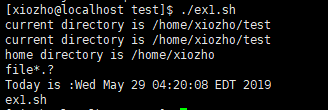 [xiozho@localhost test]$ ./ex1.sh
current directory is /home/xiozho/test
current directory is /home/xiozho/test
home directory is /home/xiozho
file*.?
Today is :Wed May 29 04:20:08 EDT 2019
ex1.sh